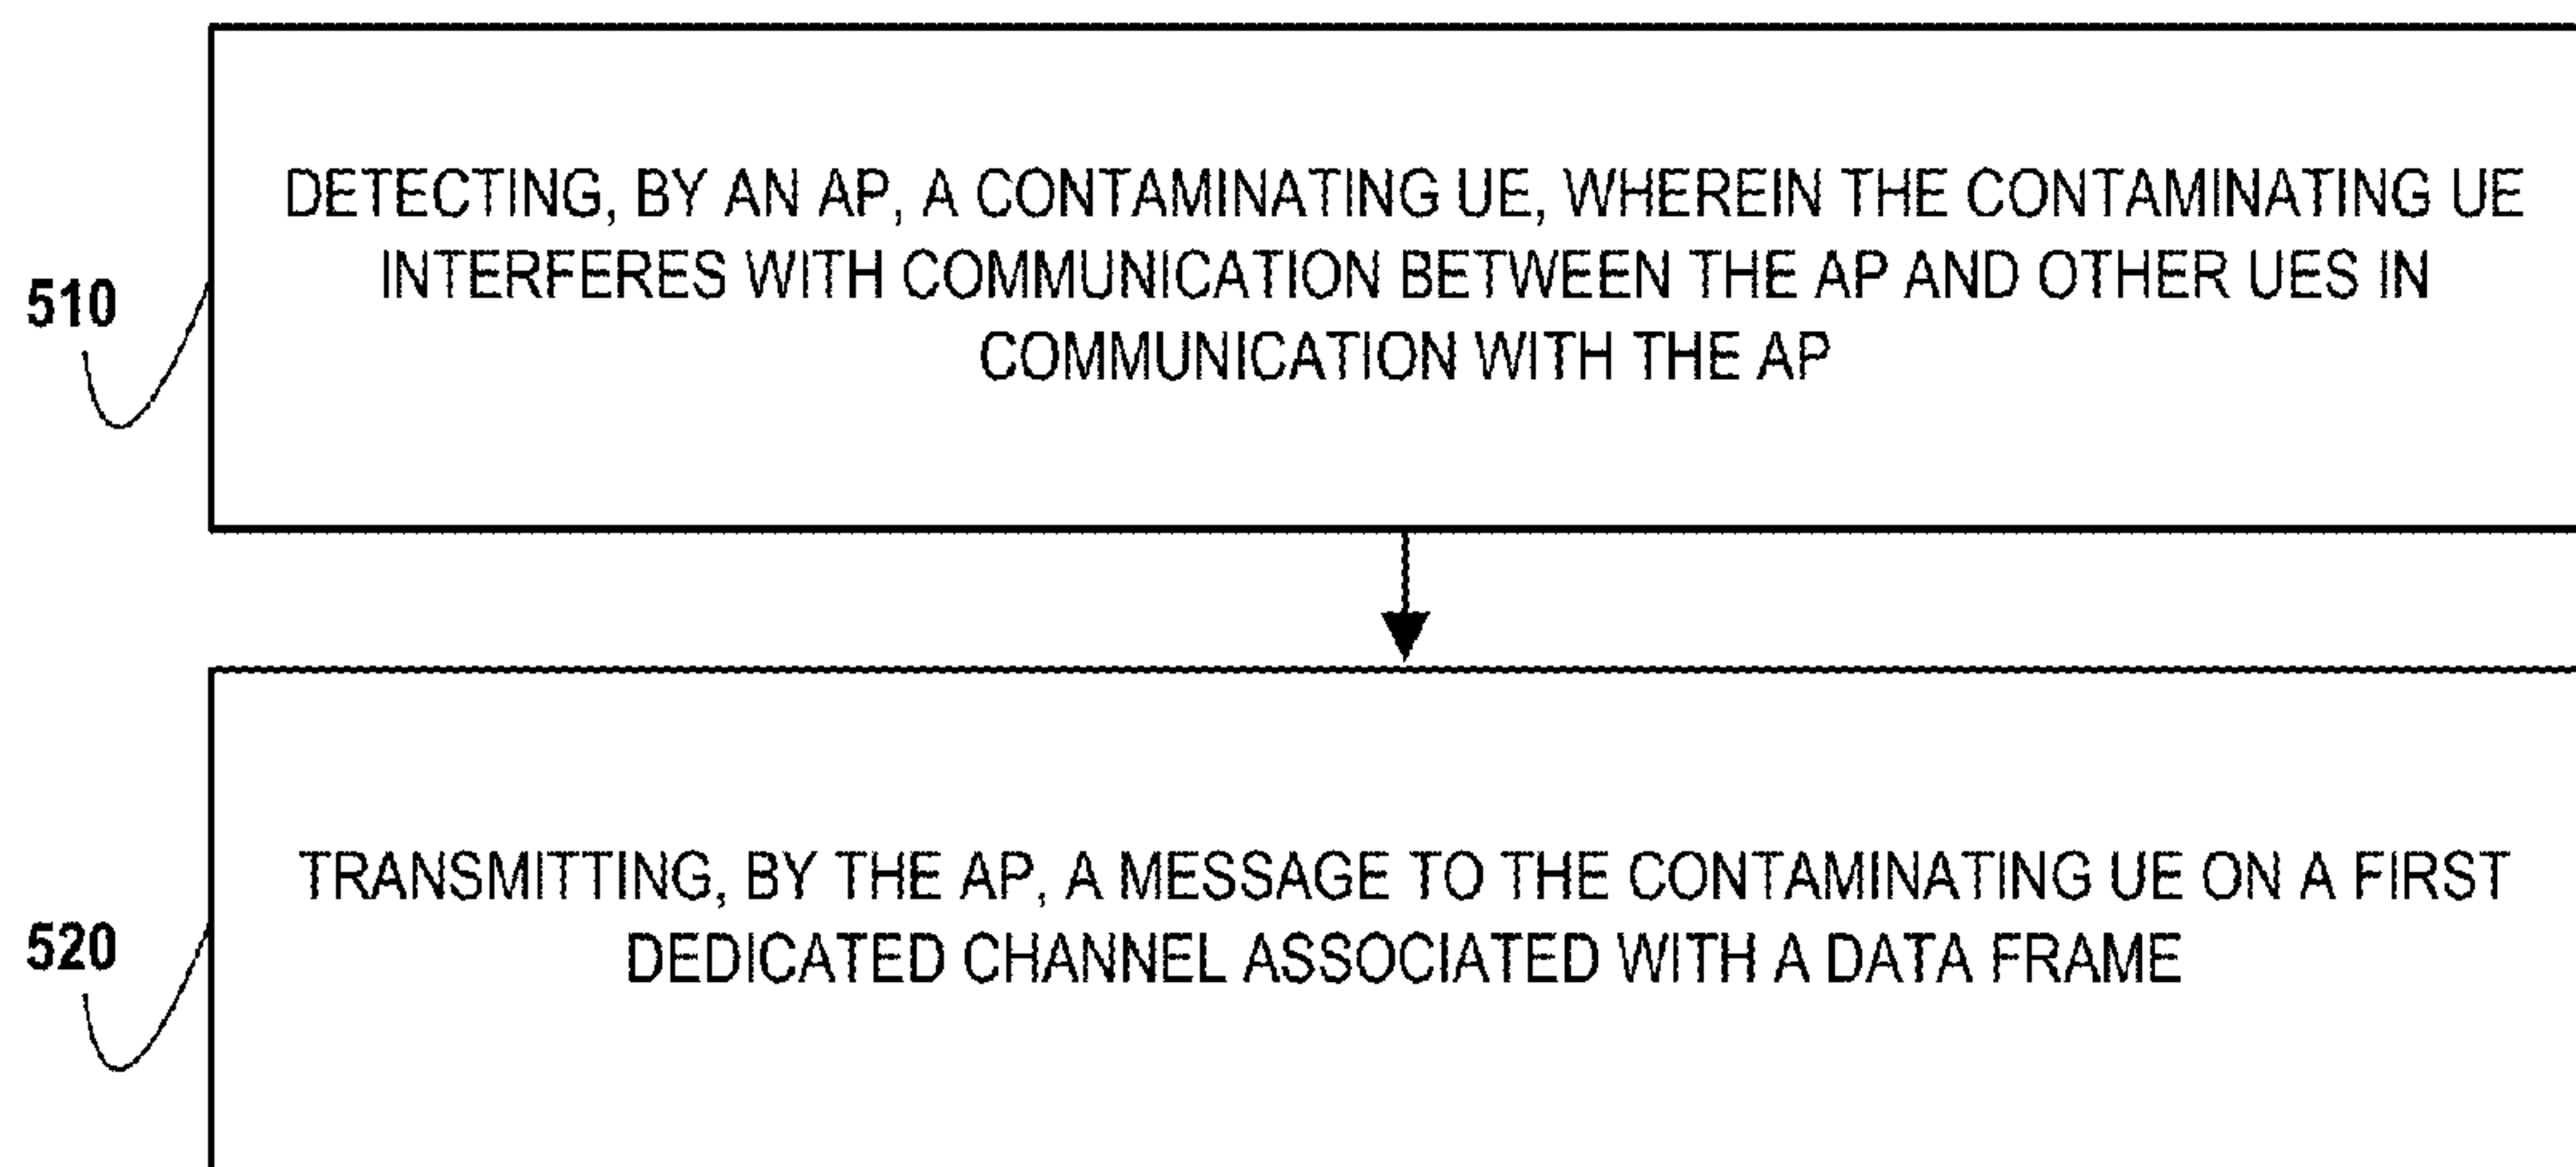 DETECTING, BY AN AP, A CONTAMINATING UE, WHEREIN THE CONTAMINATING UE
INTERFERES WITH COMMUNICATION BETWEEN THE AP AND OTHER UES IN
COMMUNICATION WITH THE AP
510
TRANSMITTING, BY THE AP, A MESSAGE TO THE CONTAMINATING UE ON A FIRST
DEDICATED CHANNEL ASSOCIATED WITH A DATA FRAME
520